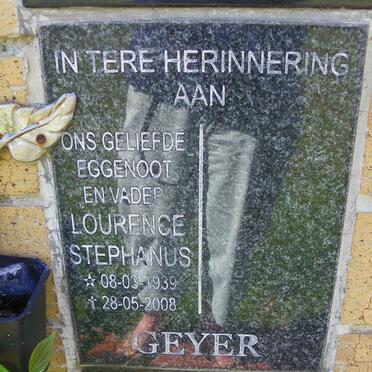 IN TERE HERINNERING
AAN
ONS GELIEFDE
EGGENOOT
EN VADER
LOURENCE
STEPHANUS
☆ 08-03-1939
✝ 28-05-2008
GEYER